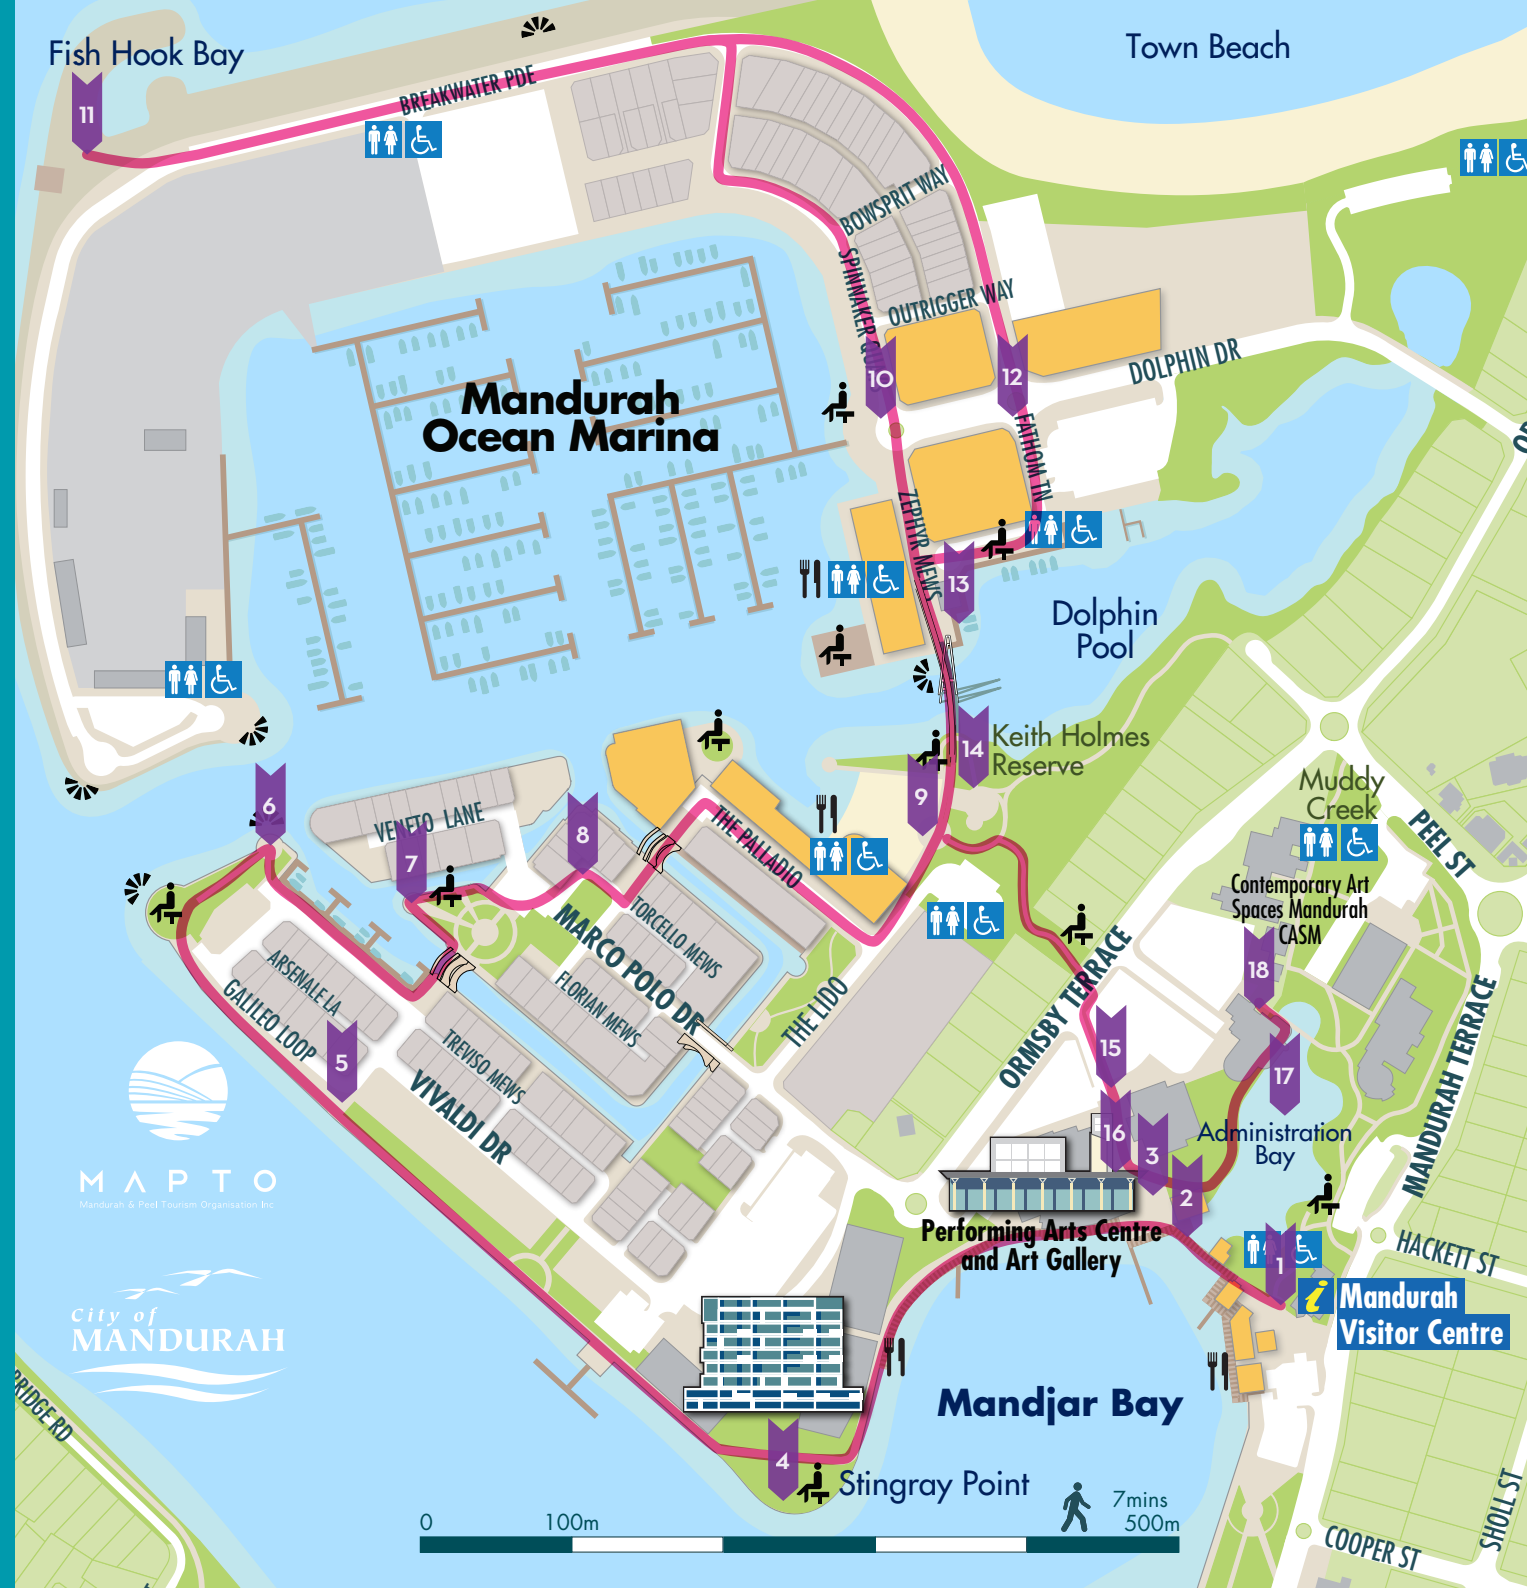 Fish Hook Bay
Town Beach
11
BREAKWATER PDE
BOWSPRIT WAY
SPINNAKER QUAYS
OUTRIGGER WAY
10
12
DOLPHIN DR
Mandurah
Ocean Marina
FATHOM TN
ZEPHYR MEWS
13
Dolphin
Pool
14
Keith Holmes
Reserve
9
6
VENETO LANE
7
8
THE PALLADIO
Muddy
Creek
PEEL ST
Contemporary Art
Spaces Mandurah
CASM
18
MARCO POLO DR
TORCELLO MEWS
FLORIAN MEWS
ARSENALE LA
GALILEO LOOP
5
TREVISO MEWS
VIVALDI DR
THE LIDO
ORMSBY TERRACE
MANDURAH TERRACE
15
17
16
3
2
Administration
Bay
MAPTO
Mandurah & Peel Tourism Organisation Inc
Performing Arts Centre
and Art Gallery
1
HACKETT ST
i
Mandurah
Visitor Centre
City of
MANDURAH
Mandjar Bay
4
Stingray Point
7mins
0
100m
500m
COOPER ST
SHOLL ST